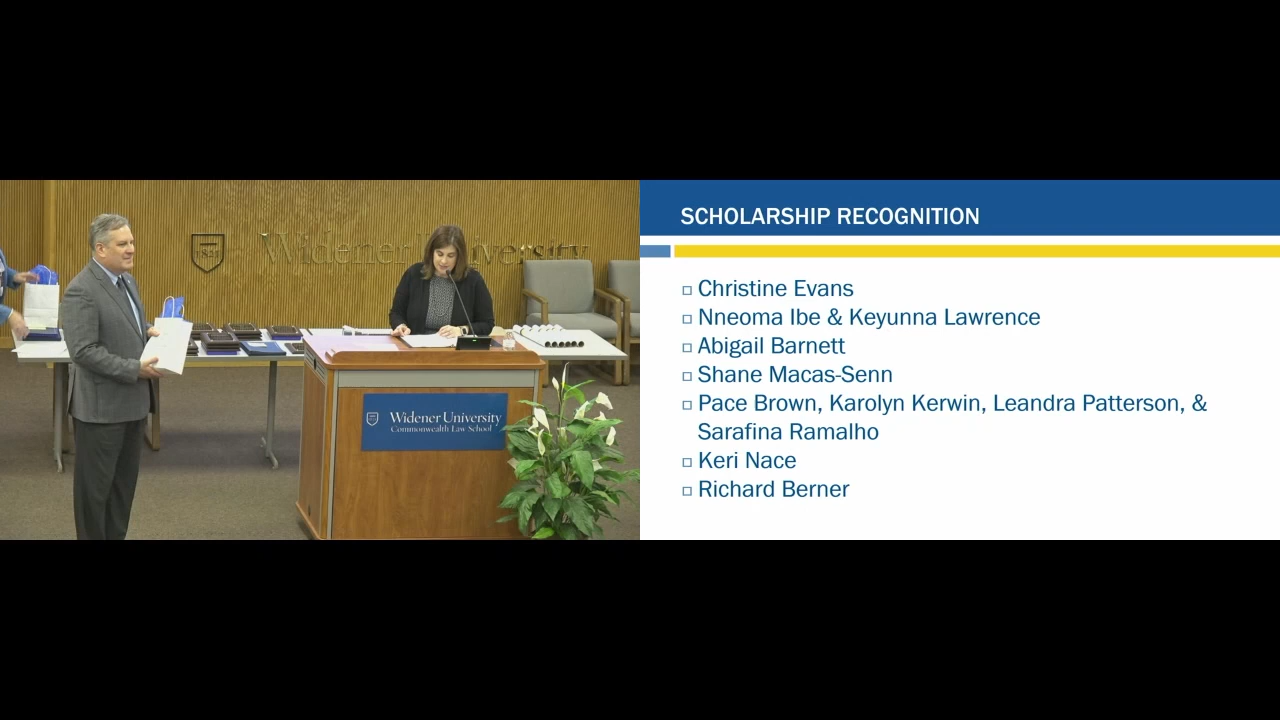 1821
Widener University
Widener University
Commonwealth Law School
SCHOLARSHIP RECOGNITION
Christine Evans
Nneoma Ibe & Keyunna Lawrence
Abigail Barnett
Shane Macas-Senn
Pace Brown, Karolyn Kerwin, Leandra Patterson, &
Sarafina Ramalho
Keri Nace
Richard Berner